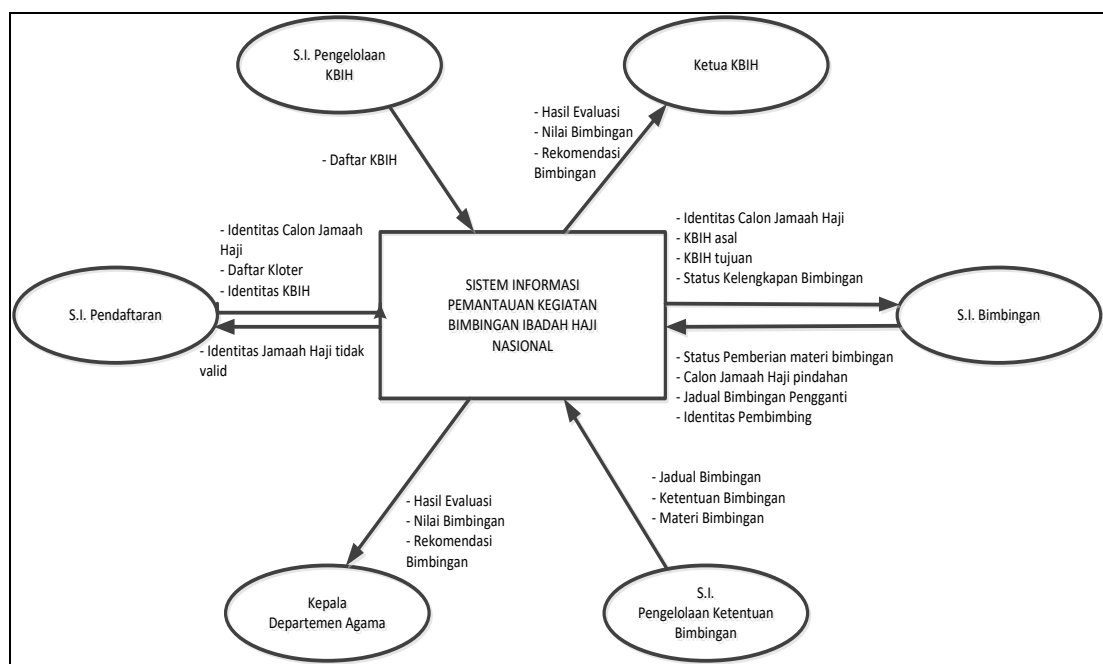 S.I. Pengelolaan
KBIH
Ketua KBIH
- Hasil Evaluasi
- Nilai Bimbingan
- Rekomendasi
Bimbingan
- Daftar KBIH
- Identitas Calon Jamaah
Haji
- Daftar Kloter
- Identitas KBIH
- Identitas Calon Jamaah Haji
- KBIH asal
- KBIH tujuan
- Status Kelengkapan Bimbingan
SISTEM INFORMASI
PEMANTAUAN KEGIATAN
BIMBINGAN IBADAH HAJI
NASIONAL
S.I. Pendaftaran
S.I. Bimbingan
- Identitas Jamaah Haji tidak
valid
- Status Pemberian materi bimbingan
- Calon Jamaah Haji pindahan
- Jadual Bimbingan Pengganti
- Identitas Pembimbing
- Hasil Evaluasi
- Nilai Bimbingan
- Rekomendasi
Bimbingan
- Jadual Bimbingan
- Ketentuan Bimbingan
- Materi Bimbingan
Kepala
Departemen Agama
S.I.
Pengelolaan Ketentuan
Bimbingan